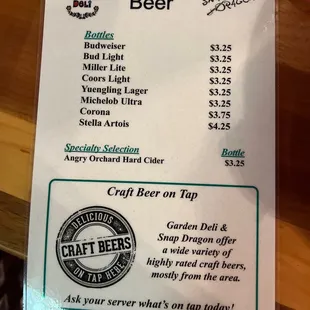 DELI
Beer
DRAGON
Bottles
Budweiser $3.25
Bud Light $3.25
Miller Lite $3.25
Coors Light $3.25
Yuengling Lager $3.25
Michelob Ultra $3.25
Corona $3.75
Stella Artois $4.25
Specialty Selection Bottle
Angry Orchard Hard Cider $3.25
Craft Beer on Tap
DELICIOUS
CRAFT BEERS
ON TAP HERE
Garden Deli &
Snap Dragon offer
a wide variety of
highly rated craft beers,
mostly from the area.
Ask your server what's on tap today!